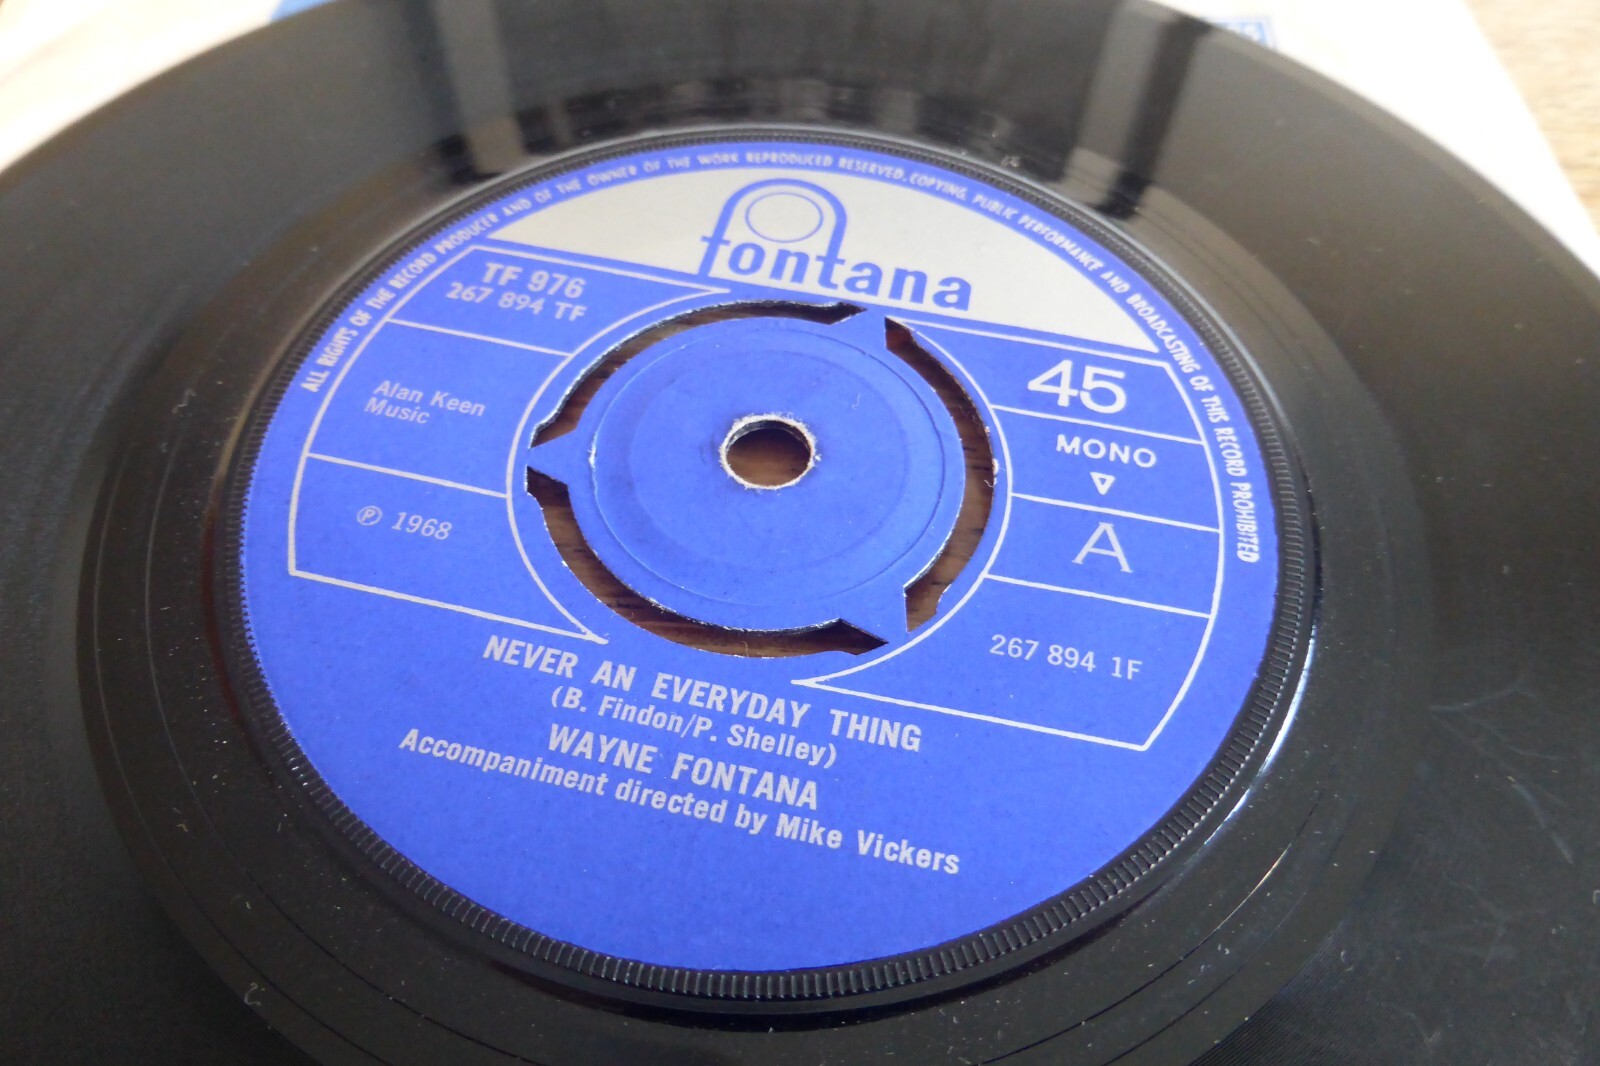 ALL RIGHTS OF THE RECORD PRODUCER AND OF THE OWNER OF THE WORK REPRODUCED RESERVED. COPYING, PUBLIC PERFORMANCE AND BROADCASTING OF THIS RECORD PROHIBITED
fontana
TF 976
267 894 TF
Alan Keen
Music
℗ 1968
45
MONO
A
267 894 1F
NEVER AN EVERYDAY THING
(B. Findon/P. Shelley)
WAYNE FONTANA
Accompaniment directed by Mike Vickers